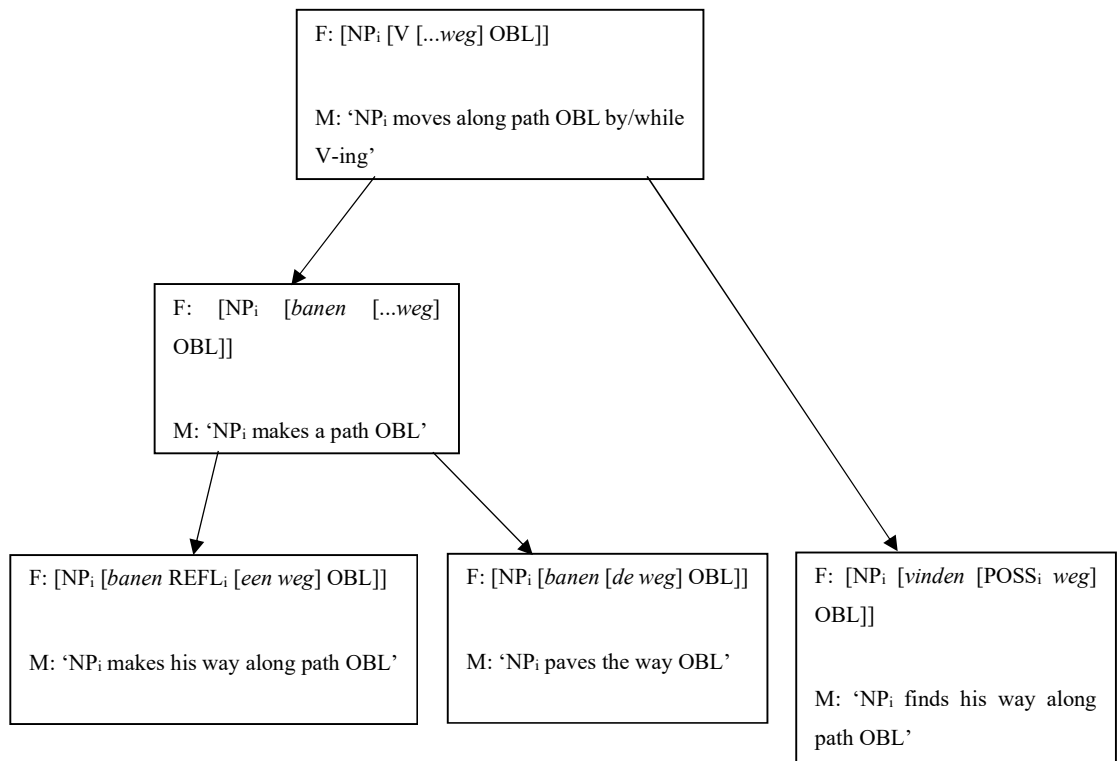 F: [NPᵢ [V [...weg] OBL]]
M: ‘NPᵢ moves along path OBL by/while
V-ing’
F: [NPᵢ [banen [...weg]
OBL]]
M: ‘NPᵢ makes a path OBL’
F: [NPᵢ [banen REFLᵢ [een weg] OBL]]
M: ‘NPᵢ makes his way along path OBL’
F: [NPᵢ [banen [de weg] OBL]]
M: ‘NPᵢ paves the way OBL’
F: [NPᵢ [vinden [POSSᵢ weg]
OBL]]
M: ‘NPᵢ finds his way along
path OBL’